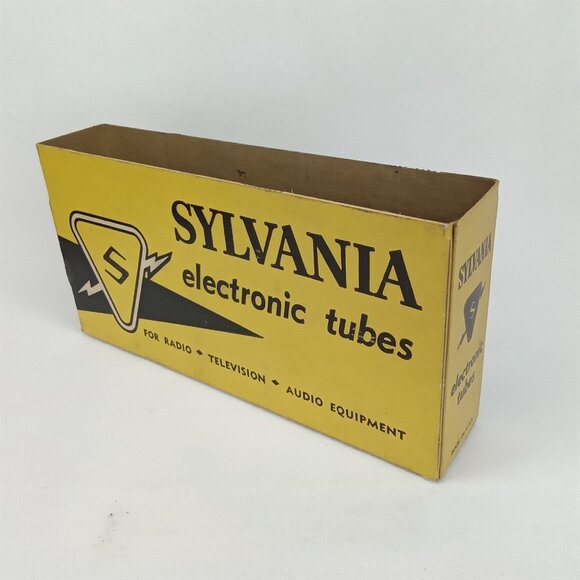 S
SYLVANIA
electronic tubes
FOR RADIO • TELEVISION • AUDIO EQUIPMENT
SYLVANIA
S
electronic
tubes